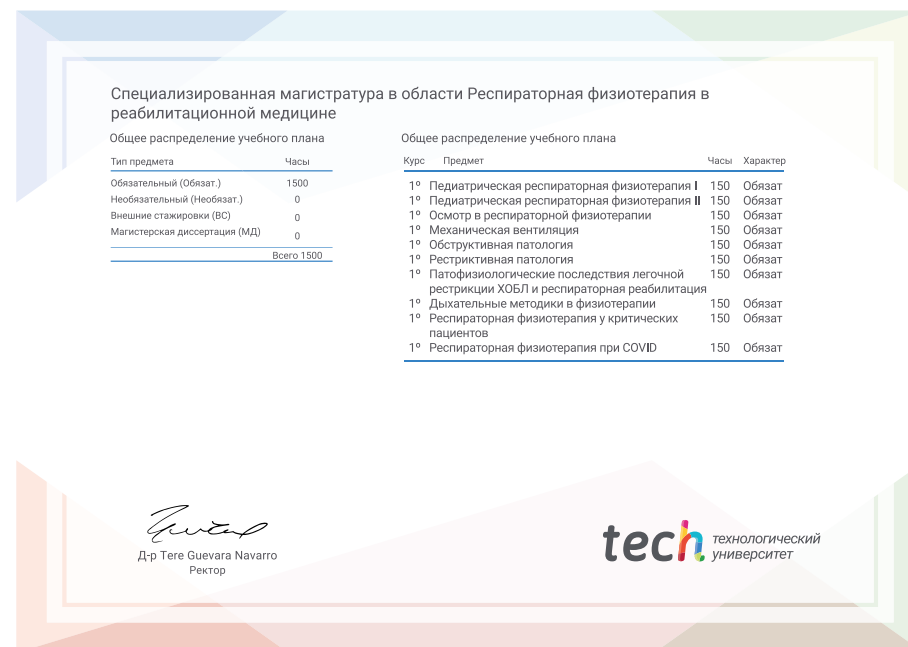 Специализированная магистратура в области Респираторная физиотерапия в
реабилитационной медицине
Общее распределение учебного плана
Тип предмета Часы
Обязательный (Обязат.) 1500
Необязательный (Необязат.) 0
Внешние стажировки (ВС) 0
Магистерская диссертация (МД) 0
Всего 1500
Общее распределение учебного плана
Курс Предмет Часы Характер
1º Педиатрическая респираторная физиотерапия I 150 Обязат
1º Педиатрическая респираторная физиотерапия II 150 Обязат
1º Осмотр в респираторной физиотерапии 150 Обязат
1º Механическая вентиляция 150 Обязат
1º Обструктивная патология 150 Обязат
1º Рестриктивная патология 150 Обязат
1º Патофизиологические последствия легочной 150 Обязат
рестрикции ХОБЛ и респираторная реабилитация
1º Дыхательные методики в физиотерапии 150 Обязат
1º Респираторная физиотерапия у критических 150 Обязат
пациентов
1º Респираторная физиотерапия при COVID 150 Обязат
Д-р Tere Guevara Navarro
Ректор
tech технологический
университет